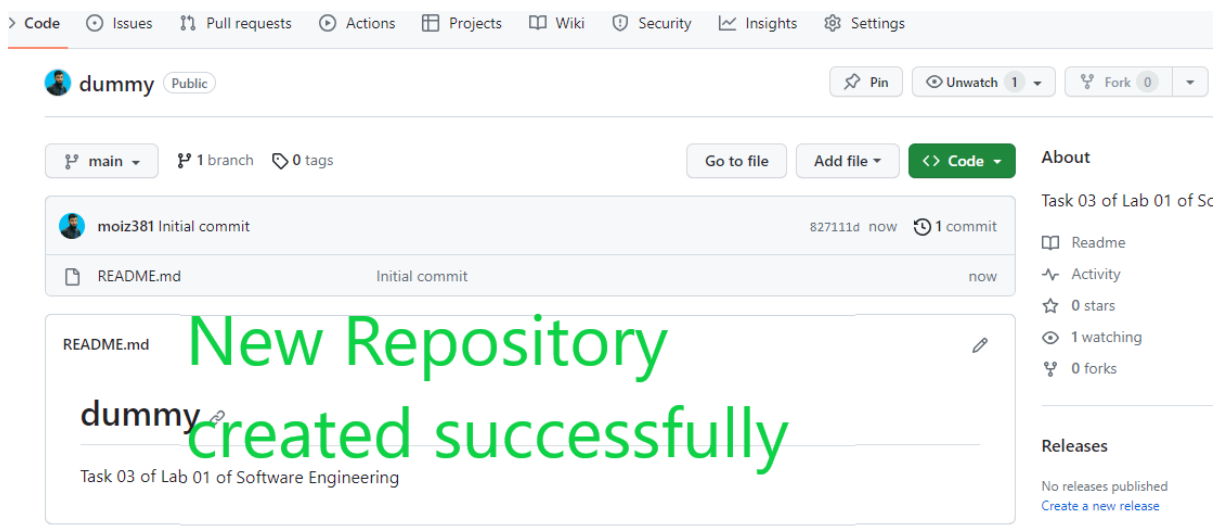 Code Issues Pull requests Actions Projects Wiki Security Insights Settings
dummy Public Pin Unwatch 1 Fork 0
main 1 branch 0 tags Go to file Add file Code
About
Task 03 of Lab 01 of So
moiz381 Initial commit 827111d now 1 commit
Readme
README.md Initial commit now
Activity
0 stars
1 watching
0 forks
README.md
New Repository
created successfully
dummy
Task 03 of Lab 01 of Software Engineering
Releases
No releases published
Create a new release